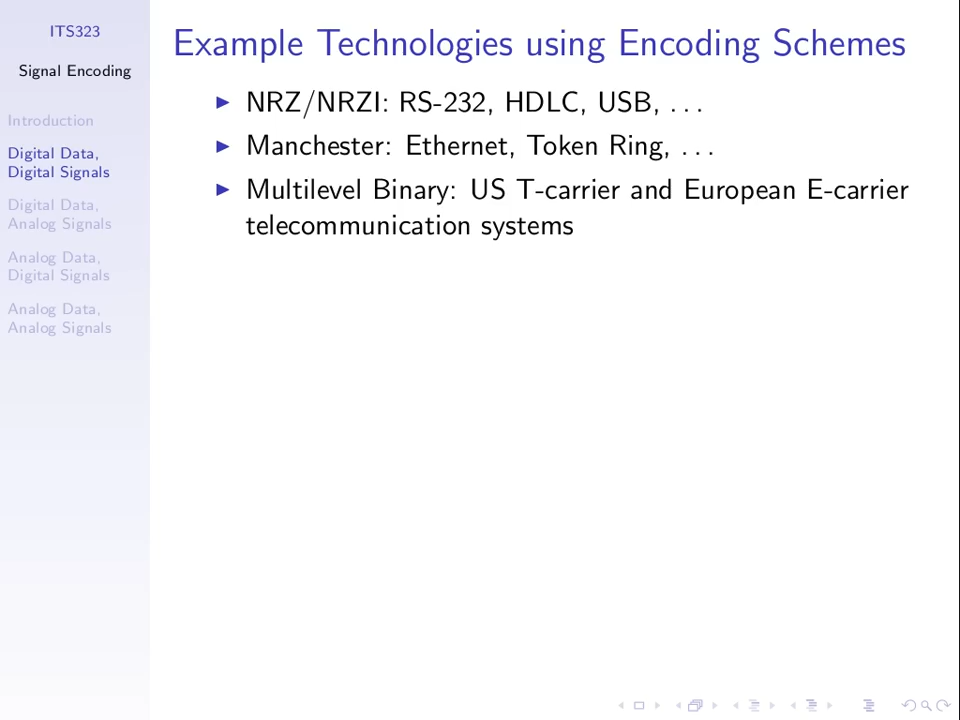 ITS323
Signal Encoding
Introduction
Digital Data,
Digital Signals
Digital Data,
Analog Signals
Analog Data,
Digital Signals
Analog Data,
Analog Signals
Example Technologies using Encoding Schemes
NRZ/NRZI: RS-232, HDLC, USB, . . .
Manchester: Ethernet, Token Ring, . . .
Multilevel Binary: US T-carrier and European E-carrier
telecommunication systems